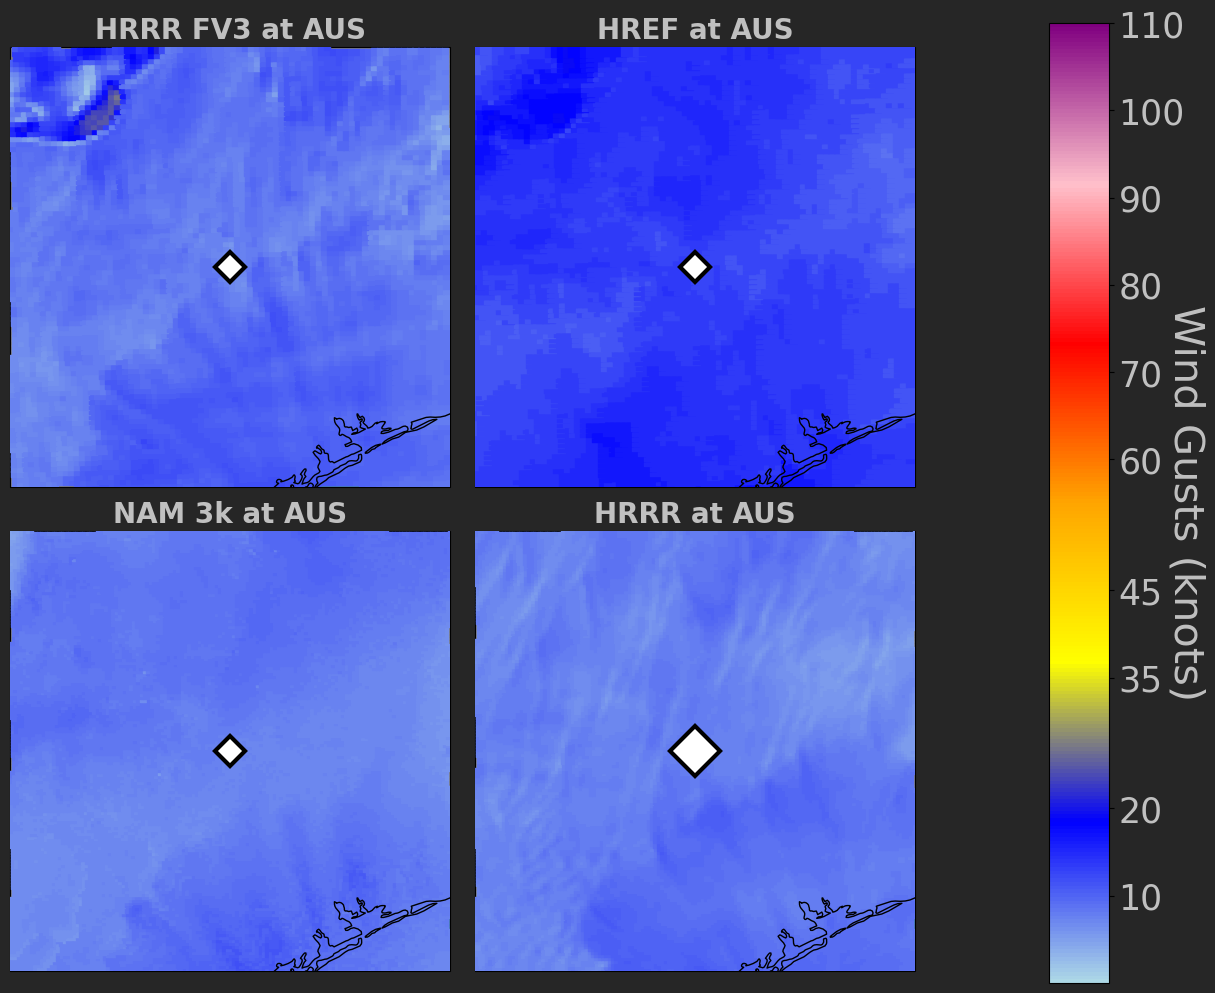 HRRR FV3 at AUS
HREF at AUS
NAM 3k at AUS
HRRR at AUS
110
100
90
80
70
60
45
35
20
10
Wind Gusts (knots)